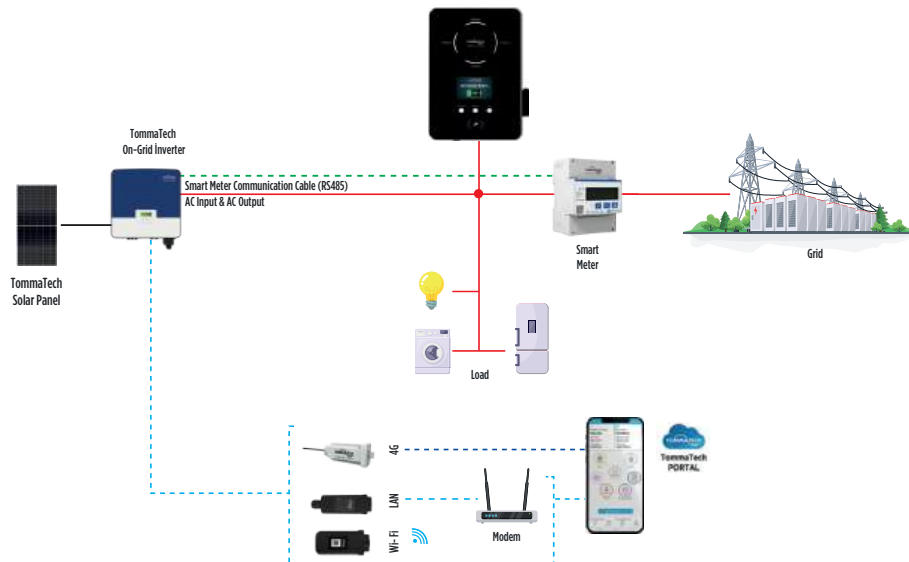 TommaTech
On-Grid İnverter
Smart Meter Communication Cable (RS485)
AC Input & AC Output
TommaTech
Solar Panel
Smart
Meter
Grid
Load
4G
LAN
Wi-Fi
Modem
TommaTech
PORTAL